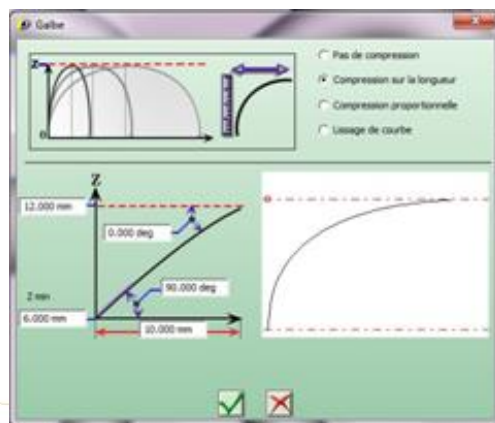 Galbe
Z
0
Pas de compression
Compression sur la longueur
Compression proportionnelle
Lissage de courbe
Z
12.000 mm
0.000 deg
90.000 deg
Z min
6.000 mm
10.000 mm